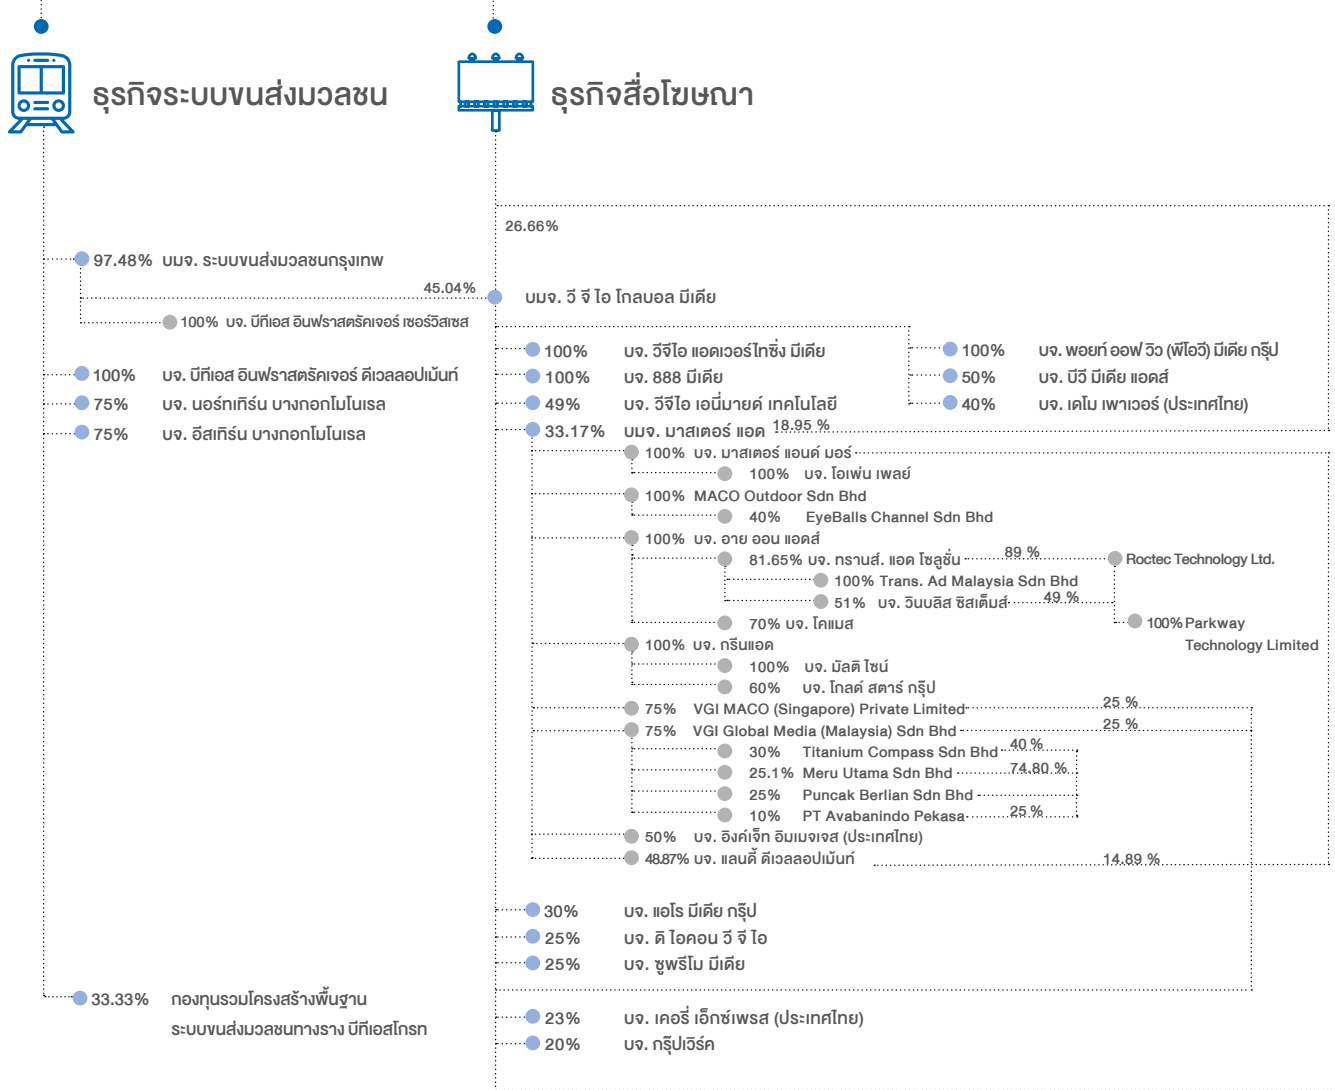 ธุรกิจระบบขนส่งมวลชน
97.48% บมจ. ระบบขนส่งมวลชนกรุงเทพ
45.04%
100% บจ. บีทีเอส อินฟราสตรัคเจอร์ เซอร์วิสเซส
100% บจ. บีทีเอส อินฟราสตรัคเจอร์ ดีเวลลอปเม้นท์
75% บจ. นอร์ทเทิร์น บางกอกโมโนเรล
75% บจ. อีสเทิร์น บางกอกโมโนเรล
33.33% กองทุนรวมโครงสร้างพื้นฐาน
ระบบขนส่งมวลชนทางราง บีทีเอสโกรท
ธุรกิจสื่อโฆษณา
26.66%
บมจ. วี จี ไอ โกลบอล มีเดีย
100% บจ. วีจีไอ แอดเวอร์ไทซิ่ง มีเดีย
100% บจ. 888 มีเดีย
49% บจ. วีจีไอ เอนี่มายด์ เทคโนโลยี
100% บจ. พอยท์ ออฟ วิว (พีโอวี) มีเดีย กรุ๊ป
50% บจ. บีวี มีเดีย แอดส์
40% บจ. เดโม เพาเวอร์ (ประเทศไทย)
33.17% บมจ. มาสเตอร์ แอด 18.95 %
100% บจ. มาสเตอร์ แอนด์ มอร์
100% บจ. โอเพ่น เพลย์
100% MACO Outdoor Sdn Bhd
40% EyeBalls Channel Sdn Bhd
100% บจ. อาย ออน แอดส์
81.65% บจ. ทรานส์. แอด โซลูชั่น 89 % Roctec Technology Ltd.
100% Trans. Ad Malaysia Sdn Bhd
51% บจ. วินบลิส ซิสเต็มส์ 49 %
70% บจ. โคแมส
100% Parkway
Technology Limited
100% บจ. กรีนแอด
100% บจ. มัลติ ไซน์
60% บจ. โกลด์ สตาร์ กรุ๊ป
75% VGI MACO (Singapore) Private Limited 25 %
75% VGI Global Media (Malaysia) Sdn Bhd 25 %
30% Titanium Compass Sdn Bhd 40 %
25.1% Meru Utama Sdn Bhd 74.80 %
25% Puncak Berlian Sdn Bhd
10% PT Avabanindo Pekasa 25 %
50% บจ. อิงค์เจ็ท อิมเมจเจส (ประเทศไทย)
48.87% บจ. แลนดี้ ดีเวลลอปเม้นท์ 14.89 %
30% บจ. แอโร มีเดีย กรุ๊ป
25% บจ. ดิ ไอคอน วี จี ไอ
25% บจ. ซูพรีโม มีเดีย
23% บจ. เคอรี่ เอ็กซ์เพรส (ประเทศไทย)
20% บจ. กรุ๊ปเวิร์ค